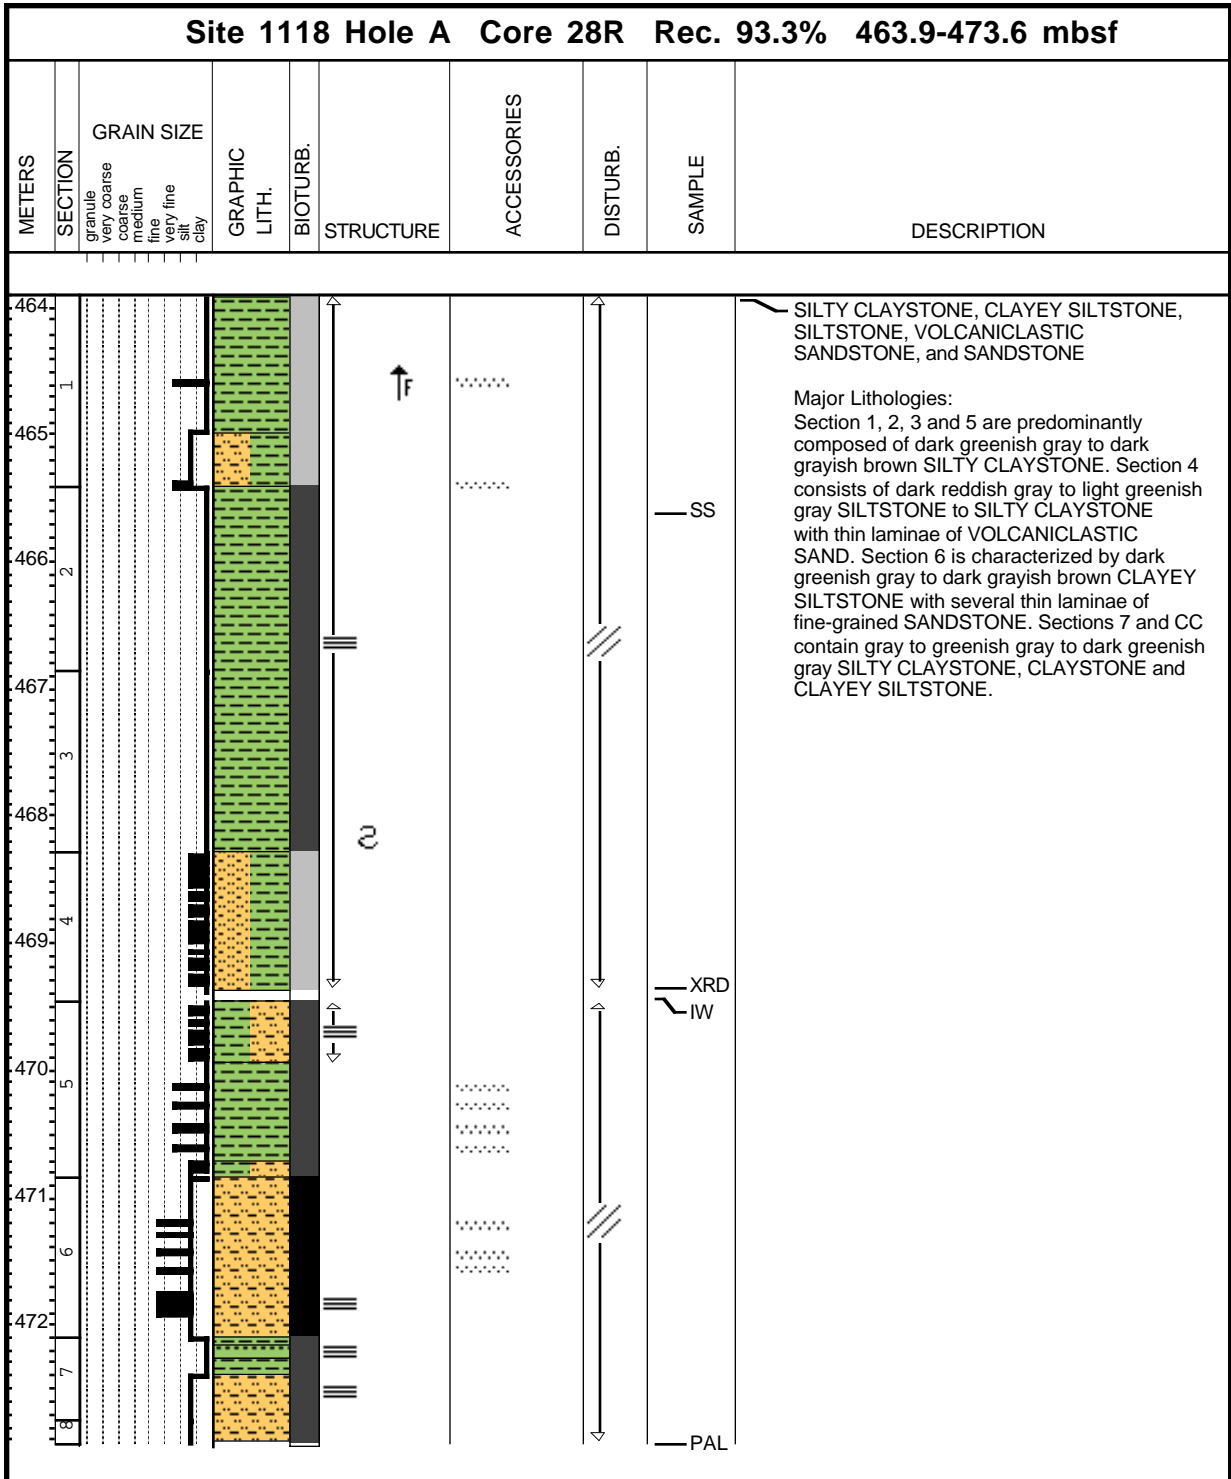 Site 1118 Hole A Core 28R Rec. 93.3% 463.9-473.6 mbsf
METERS
SECTION
GRAIN SIZE
granule
very coarse
coarse
medium
fine
very fine
silt
clay
GRAPHIC
LITH.
BIOTURB.
STRUCTURE
ACCESSORIES
DISTURB.
SAMPLE
DESCRIPTION
464
465
466
467
468
469
470
471
472
1
2
3
4
5
6
7
8
F
SS
XRD
IW
PAL
SILTY CLAYSTONE, CLAYEY SILTSTONE,
SILTSTONE, VOLCANICLASTIC
SANDSTONE, and SANDSTONE
Major Lithologies:
Section 1, 2, 3 and 5 are predominantly
composed of dark greenish gray to dark
grayish brown SILTY CLAYSTONE. Section 4
consists of dark reddish gray to light greenish
gray SILTSTONE to SILTY CLAYSTONE
with thin laminae of VOLCANICLASTIC
SAND. Section 6 is characterized by dark
greenish gray to dark grayish brown CLAYEY
SILTSTONE with several thin laminae of
fine-grained SANDSTONE. Sections 7 and CC
contain gray to greenish gray to dark greenish
gray SILTY CLAYSTONE, CLAYSTONE and
CLAYEY SILTSTONE.